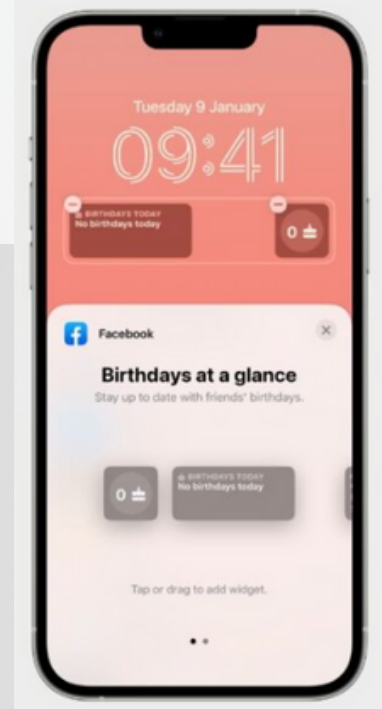 Tuesday 9 January
09:41
BIRTHDAYS TODAY
No birthdays today
0
Facebook
Birthdays at a glance
Stay up to date with friends' birthdays.
0
BIRTHDAYS TODAY
No birthdays today
Tap or drag to add widget.